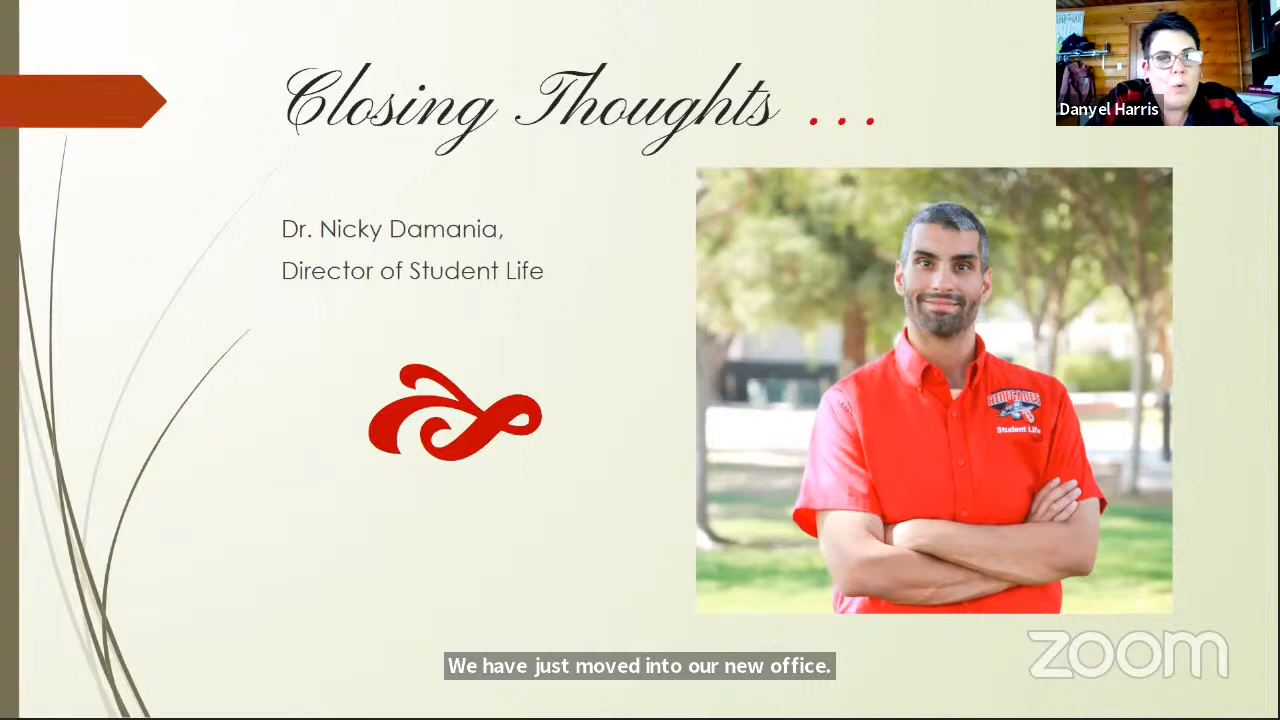 Closing Thoughts ...
Danyel Harris
Dr. Nicky Damania,
Director of Student Life
RENEGADES
Student Life
We have just moved into our new office.
zoom